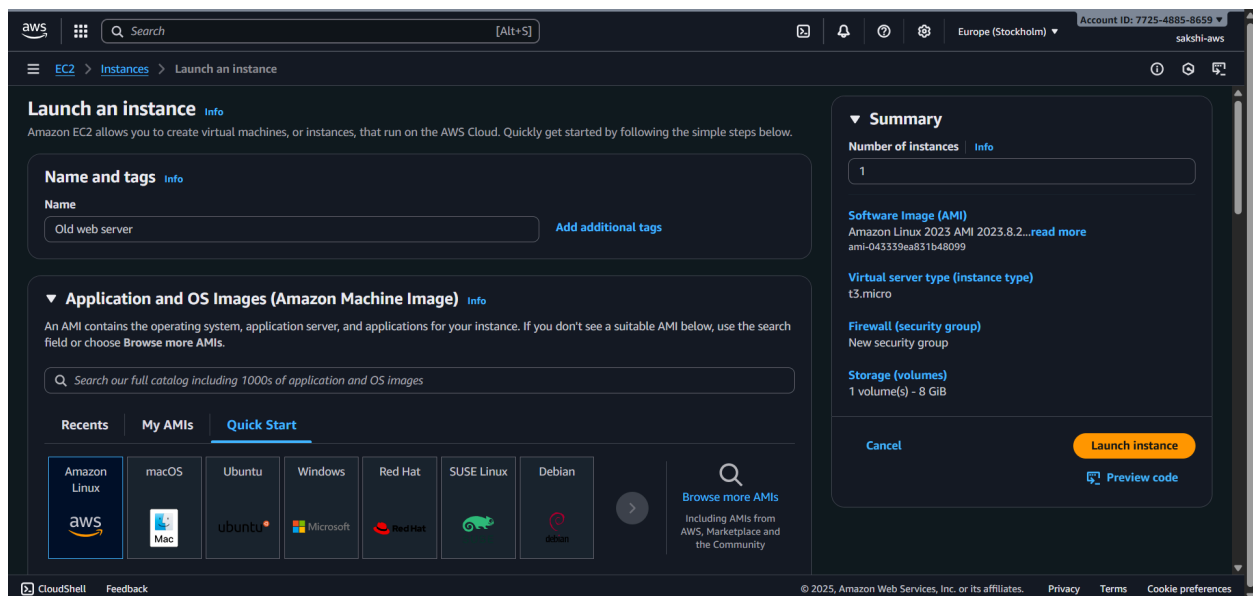 aws
Search [Alt+S]
Europe (Stockholm) ▼
Account ID: 7725-4885-8659 ▼
sakshi-aws
EC2 > Instances > Launch an instance
Launch an instance Info
Amazon EC2 allows you to create virtual machines, or instances, that run on the AWS Cloud. Quickly get started by following the simple steps below.
Name and tags Info
Name
Old web server
Add additional tags
▼ Application and OS Images (Amazon Machine Image) Info
An AMI contains the operating system, application server, and applications for your instance. If you don't see a suitable AMI below, use the search
field or choose Browse more AMIs.
Search our full catalog including 1000s of application and OS images
Recents My AMIs Quick Start
Amazon
Linux
aws
macOS
Mac
Ubuntu
ubuntu
Windows
Microsoft
Red Hat
Red Hat
SUSE Linux
Debian
debian
Browse more AMIs
Including AMIs from
AWS, Marketplace and
the Community
▼ Summary
Number of instances Info
1
Software Image (AMI)
Amazon Linux 2023 AMI 2023.8.2...read more
ami-043339ea831b48099
Virtual server type (instance type)
t3.micro
Firewall (security group)
New security group
Storage (volumes)
1 volume(s) - 8 GiB
Cancel
Launch instance
Preview code
CloudShell Feedback
© 2025, Amazon Web Services, Inc. or its affiliates. Privacy Terms Cookie preferences